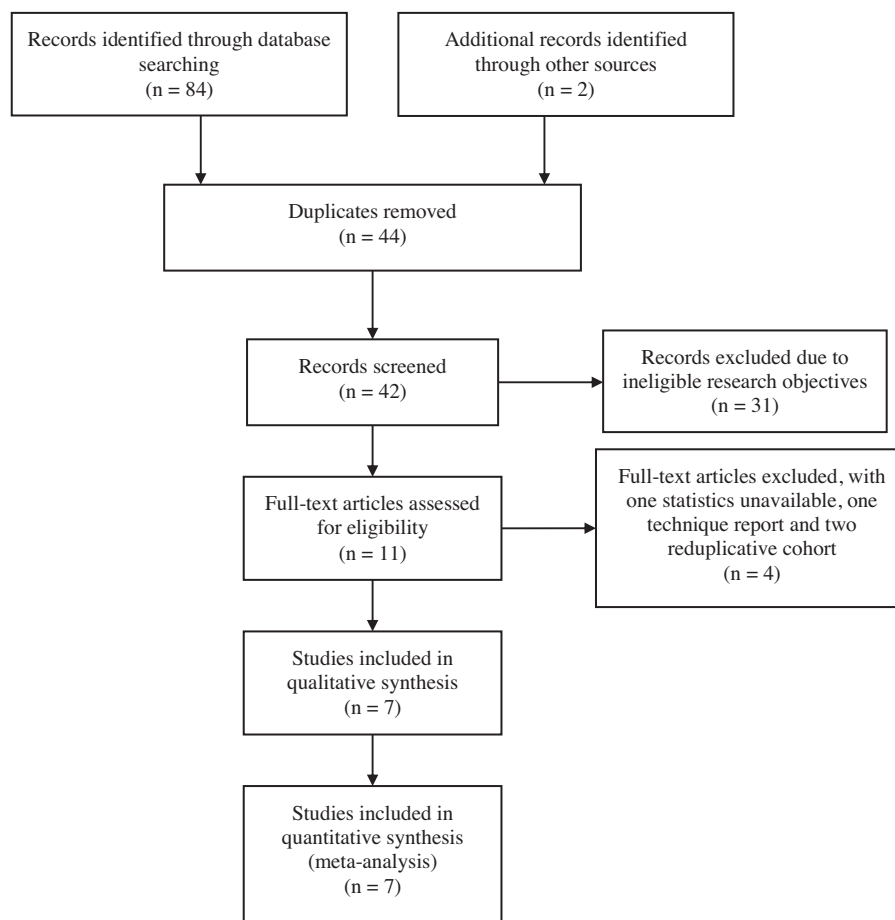 Records identified through database
searching
(n = 84)
Additional records identified
through other sources
(n = 2)
Duplicates removed
(n = 44)
Records screened
(n = 42)
Records excluded due to
ineligible research objectives
(n = 31)
Full-text articles assessed
for eligibility
(n = 11)
Full-text articles excluded, with
one statistics unavailable, one
technique report and two
reduplicative cohort
(n = 4)
Studies included in
qualitative synthesis
(n = 7)
Studies included in
quantitative synthesis
(meta-analysis)
(n = 7)